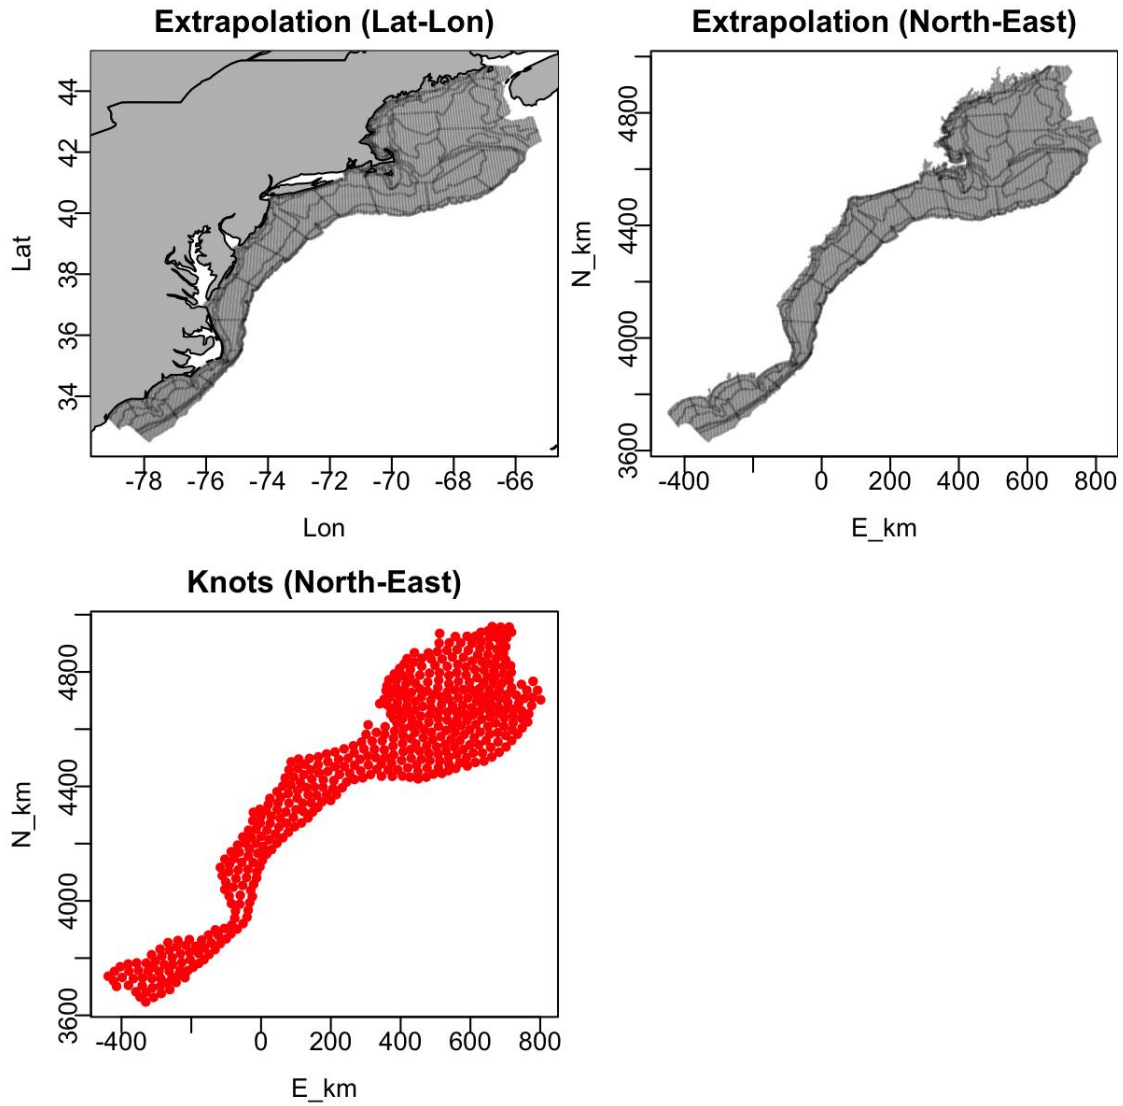 Extrapolation (Lat-Lon)
Lat
34 36 38 40 42 44
-78 -76 -74 -72 -70 -68 -66
Lon
Extrapolation (North-East)
N_km
3600 4000 4400 4800
-400 0 200 400 600 800
E_km
Knots (North-East)
N_km
3600 4000 4400 4800
-400 0 200 400 600 800
E_km